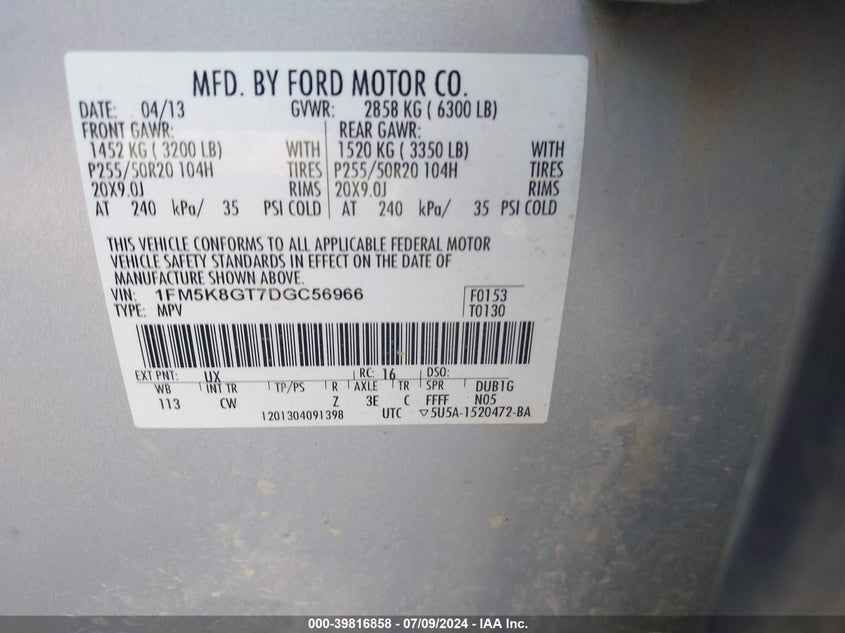 MFD. BY FORD MOTOR CO.
DATE: 04/13 GVWR: 2858 KG ( 6300 LB)
FRONT GAWR: REAR GAWR:
1452 KG ( 3200 LB) WITH 1520 KG ( 3350 LB) WITH
P255/50R20 104H TIRES P255/50R20 104H TIRES
20X9.0J RIMS 20X9.0J RIMS
AT 240 kPa/ 35 PSI COLD AT 240 kPa/ 35 PSI COLD
THIS VEHICLE CONFORMS TO ALL APPLICABLE FEDERAL MOTOR
VEHICLE SAFETY STANDARDS IN EFFECT ON THE DATE OF
MANUFACTURE SHOWN ABOVE.
VIN: 1FM5K8GT7DGC56966 F0153
TYPE: MPV T0130
EXT PNT: UX RC: 16 DSO:
WB INT TR TP/PS R AXLE TR SPR DUB1G
113 CW Z 3E C FFFF N05
1201304091398 UTC ▽5U5A-1520472-BA
000-39816858 - 07/09/2024 - IAA Inc.